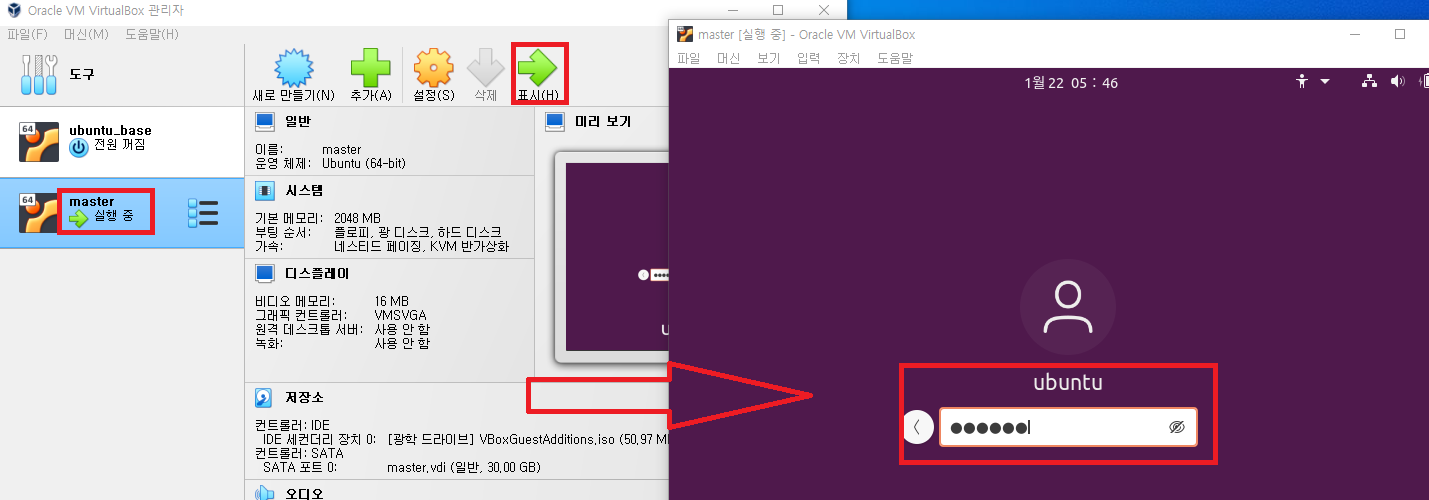 Oracle VM VirtualBox 관리자
파일(F) 머신(M) 도움말(H)
도구
새로 만들기(N) 추가(A) 설정(S) 삭제 표시(H)
64
ubuntu_base
전원 꺼짐
64
master
실행 중
일반
이름: master
운영 체제: Ubuntu (64-bit)
시스템
기본 메모리: 2048 MB
부팅 순서: 플로피, 광 디스크, 하드 디스크
가속: 네스티드 페이징, KVM 반가상화
디스플레이
비디오 메모리: 16 MB
그래픽 컨트롤러: VMSVGA
원격 데스크톱 서버: 사용 안 함
녹화: 사용 안 함
저장소
컨트롤러: IDE
IDE 세컨더리 장치 0: [광학 드라이브] VBoxGuestAdditions.iso (50,97 M
컨트롤러: SATA
SATA 포트 0: master.vdi (일반, 30,00 GB)
오디오
미리 보기
master [실행 중] - Oracle VM VirtualBox
파일 머신 보기 입력 장치 도움말
1월 22 05 : 46
ubuntu